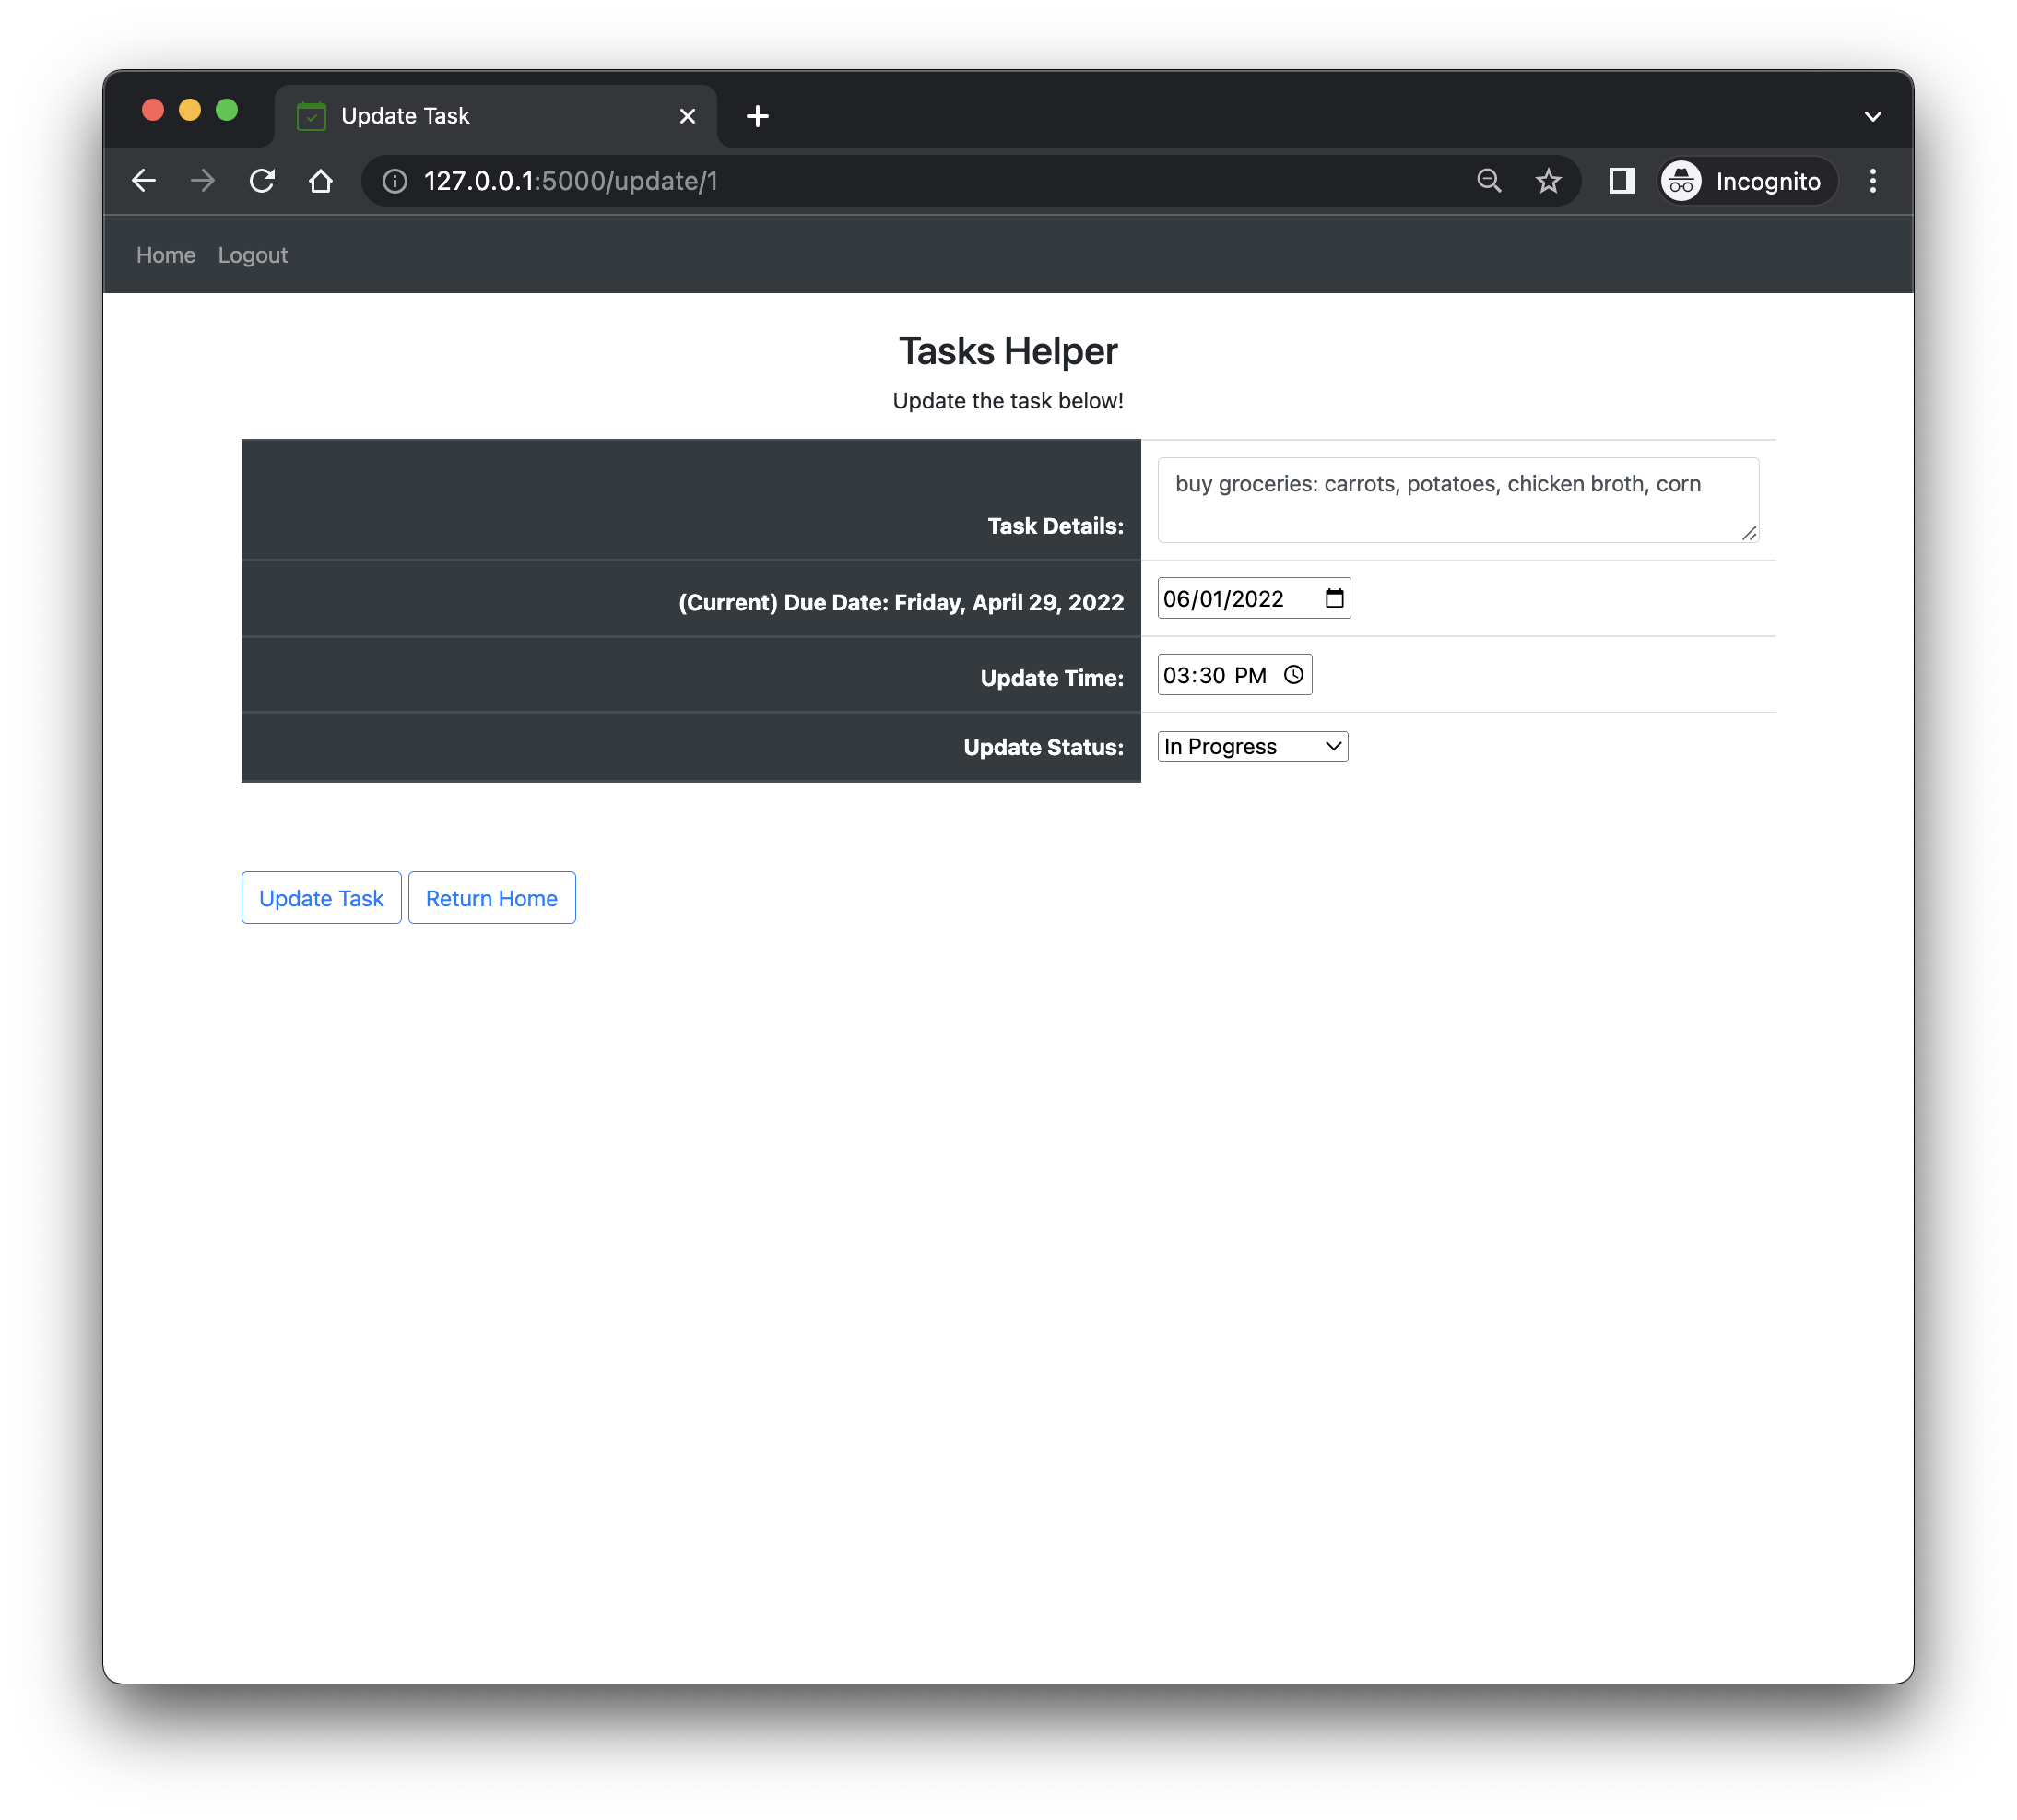 Update Task
127.0.0.1:5000/update/1
Incognito
Home Logout
Tasks Helper
Update the task below!
Task Details: buy groceries: carrots, potatoes, chicken broth, corn
(Current) Due Date: Friday, April 29, 2022 06/01/2022
Update Time: 03:30 PM
Update Status: In Progress
Update Task Return Home